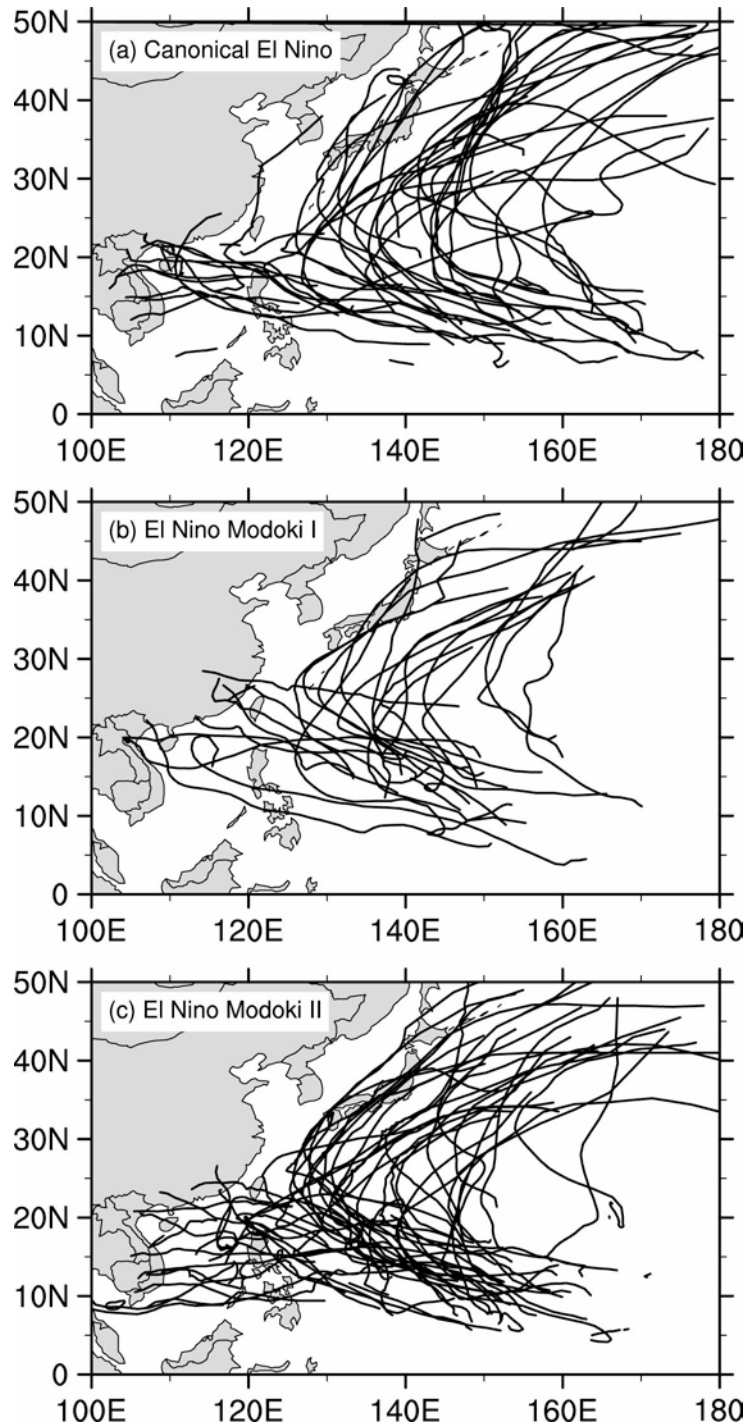 50N
(a) Canonical El Nino
40N
30N
20N
10N
0
100E 120E 140E 160E 180
50N
(b) El Nino Modoki I
40N
30N
20N
10N
0
100E 120E 140E 160E 180
50N
(c) El Nino Modoki II
40N
30N
20N
10N
0
100E 120E 140E 160E 180